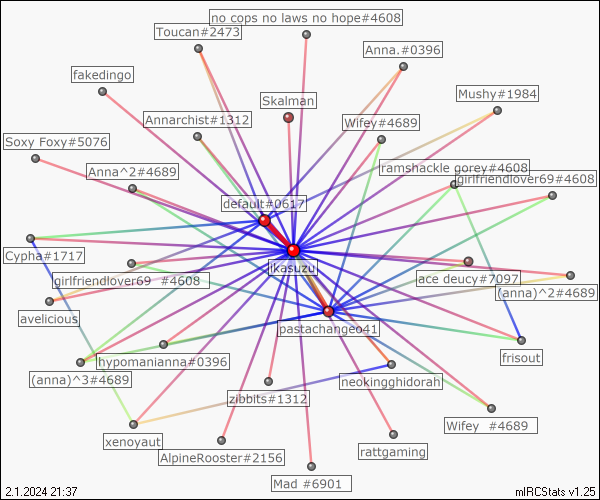 no cops no laws no hope#4608
Toucan#2473
Anna.#0396
fakedingo
Mushy#1984
Skalman
Annarchist#1312
Wifey#4689
Soxy Foxy#5076
ramshackle gorey#4608
Anna^2#4689
girlfriendlover69#4608
default#0617
Cypha#1717
ikasuzu
girlfriendlover69 #4608
ace deucy#7097
(anna)^2#4689
avelicious
pastachangeo41
frisout
hypomanianna#0396
(anna)^3#4689
neokingghidorah
zibbits#1312
Wifey #4689
xenoyaut
rattgaming
AlpineRooster#2156
Mad #6901
2.1.2024 21:37
mIRCStats v1.25